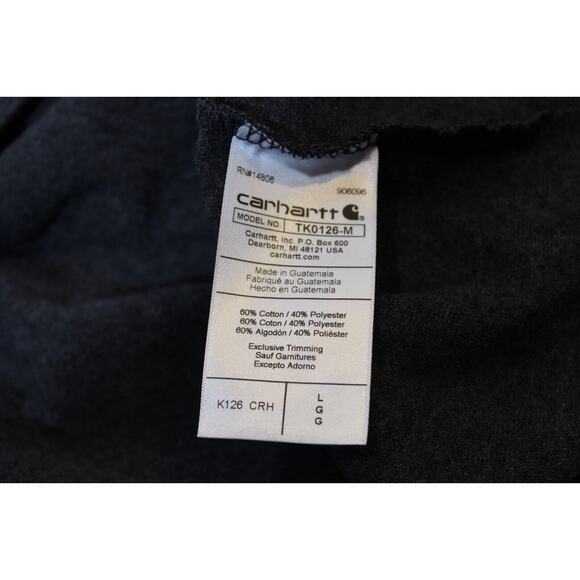 RN#14806
906096
carhartt
MODEL NO. TK0126-M
Carhartt, Inc. P.O. Box 600
Dearborn, MI 48121 USA
carhartt.com
Made in Guatemala
Fabriqué au Guatemala
Hecho en Guatemala
60% Cotton / 40% Polyester
60% Coton / 40% Polyester
60% Algodón / 40% Poliéster
Exclusive Trimming
Sauf Garnitures
Excepto Adorno
K126 CRH
L
G
G